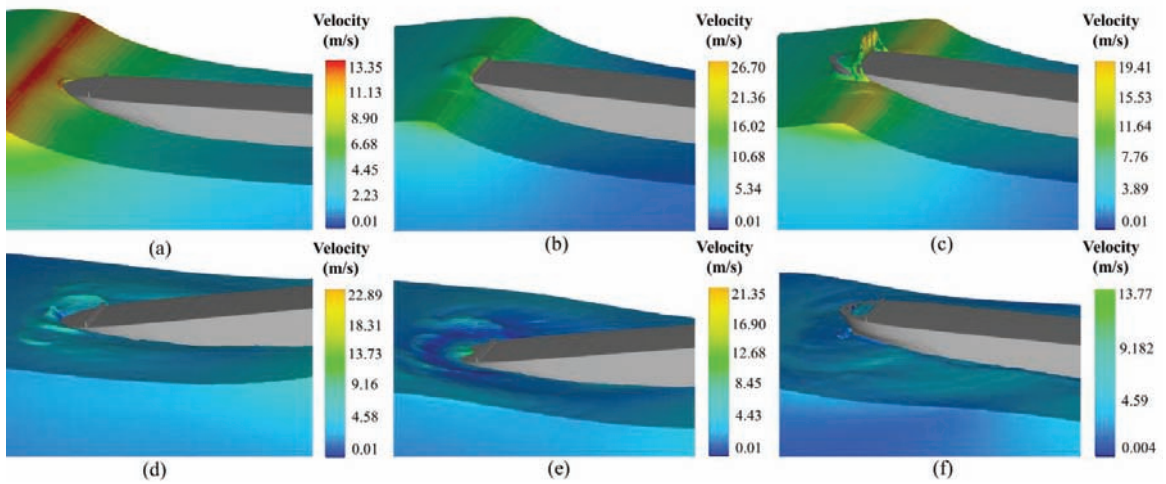 Velocity
(m/s)
13.35
11.13
8.90
6.68
4.45
2.23
0.01
(a)
Velocity
(m/s)
26.70
21.36
16.02
10.68
5.34
0.01
(b)
Velocity
(m/s)
19.41
15.53
11.64
7.76
3.89
0.01
(c)
Velocity
(m/s)
22.89
18.31
13.73
9.16
4.58
0.01
(d)
Velocity
(m/s)
21.35
16.90
12.68
8.45
4.43
0.01
(e)
Velocity
(m/s)
13.77
9.182
4.59
0.004
(f)